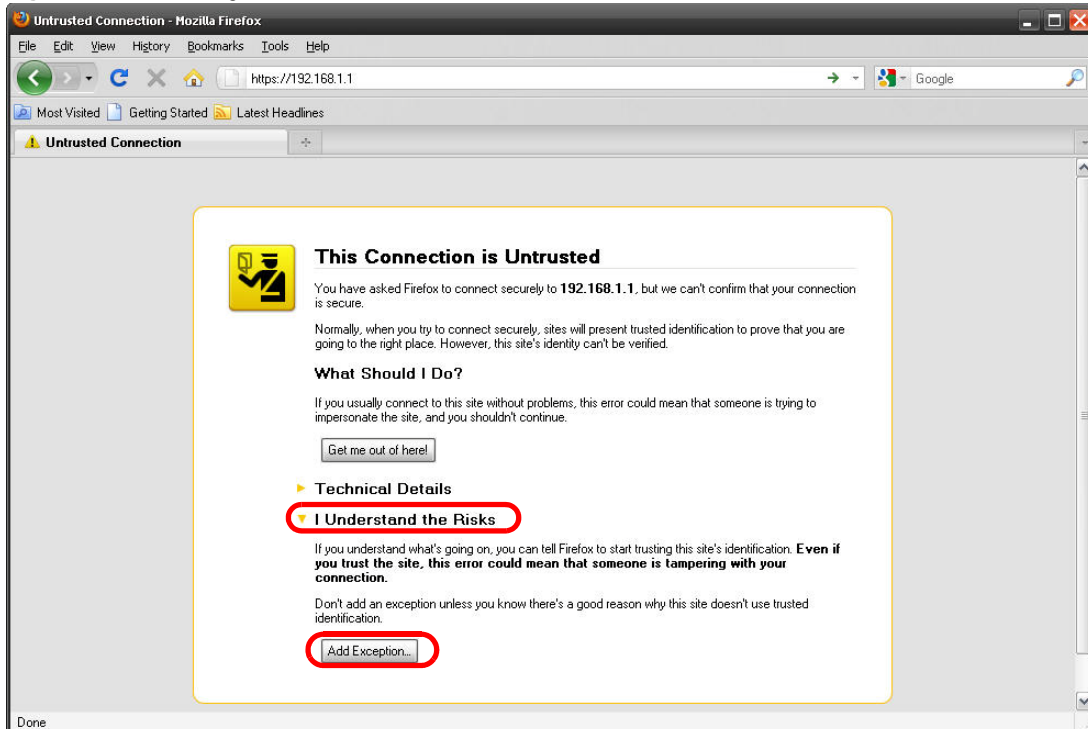 Untrusted Connection - Mozilla Firefox
File Edit View History Bookmarks Tools Help
https://192.168.1.1
Google
Most Visited Getting Started Latest Headlines
Untrusted Connection
This Connection is Untrusted
You have asked Firefox to connect securely to 192.168.1.1, but we can't confirm that your connection
is secure.
Normally, when you try to connect securely, sites will present trusted identification to prove that you are
going to the right place. However, this site's identity can't be verified.
What Should I Do?
If you usually connect to this site without problems, this error could mean that someone is trying to
impersonate the site, and you shouldn't continue.
Get me out of here!
Technical Details
I Understand the Risks
If you understand what's going on, you can tell Firefox to start trusting this site's identification. Even if
you trust the site, this error could mean that someone is tampering with your
connection.
Don't add an exception unless you know there's a good reason why this site doesn't use trusted
identification.
Add Exception...
Done